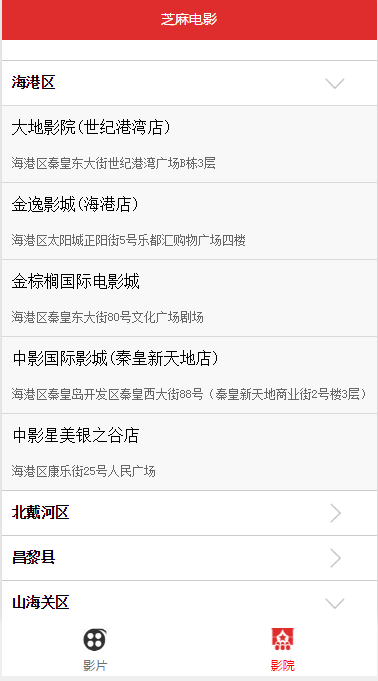 芝麻电影
海港区
大地影院(世纪港湾店)
海港区秦皇东大街世纪港湾广场B栋3层
金逸影城(海港店)
海港区太阳城正阳街5号乐都汇购物广场四楼
金棕榈国际电影城
海港区秦皇东大街80号文化广场剧场
中影国际影城(秦皇新天地店)
海港区秦皇岛开发区秦皇西大街88号（秦皇新天地商业街2号楼3层）
中影星美银之谷店
海港区康乐街25号人民广场
北戴河区
昌黎县
山海关区
影片 影院